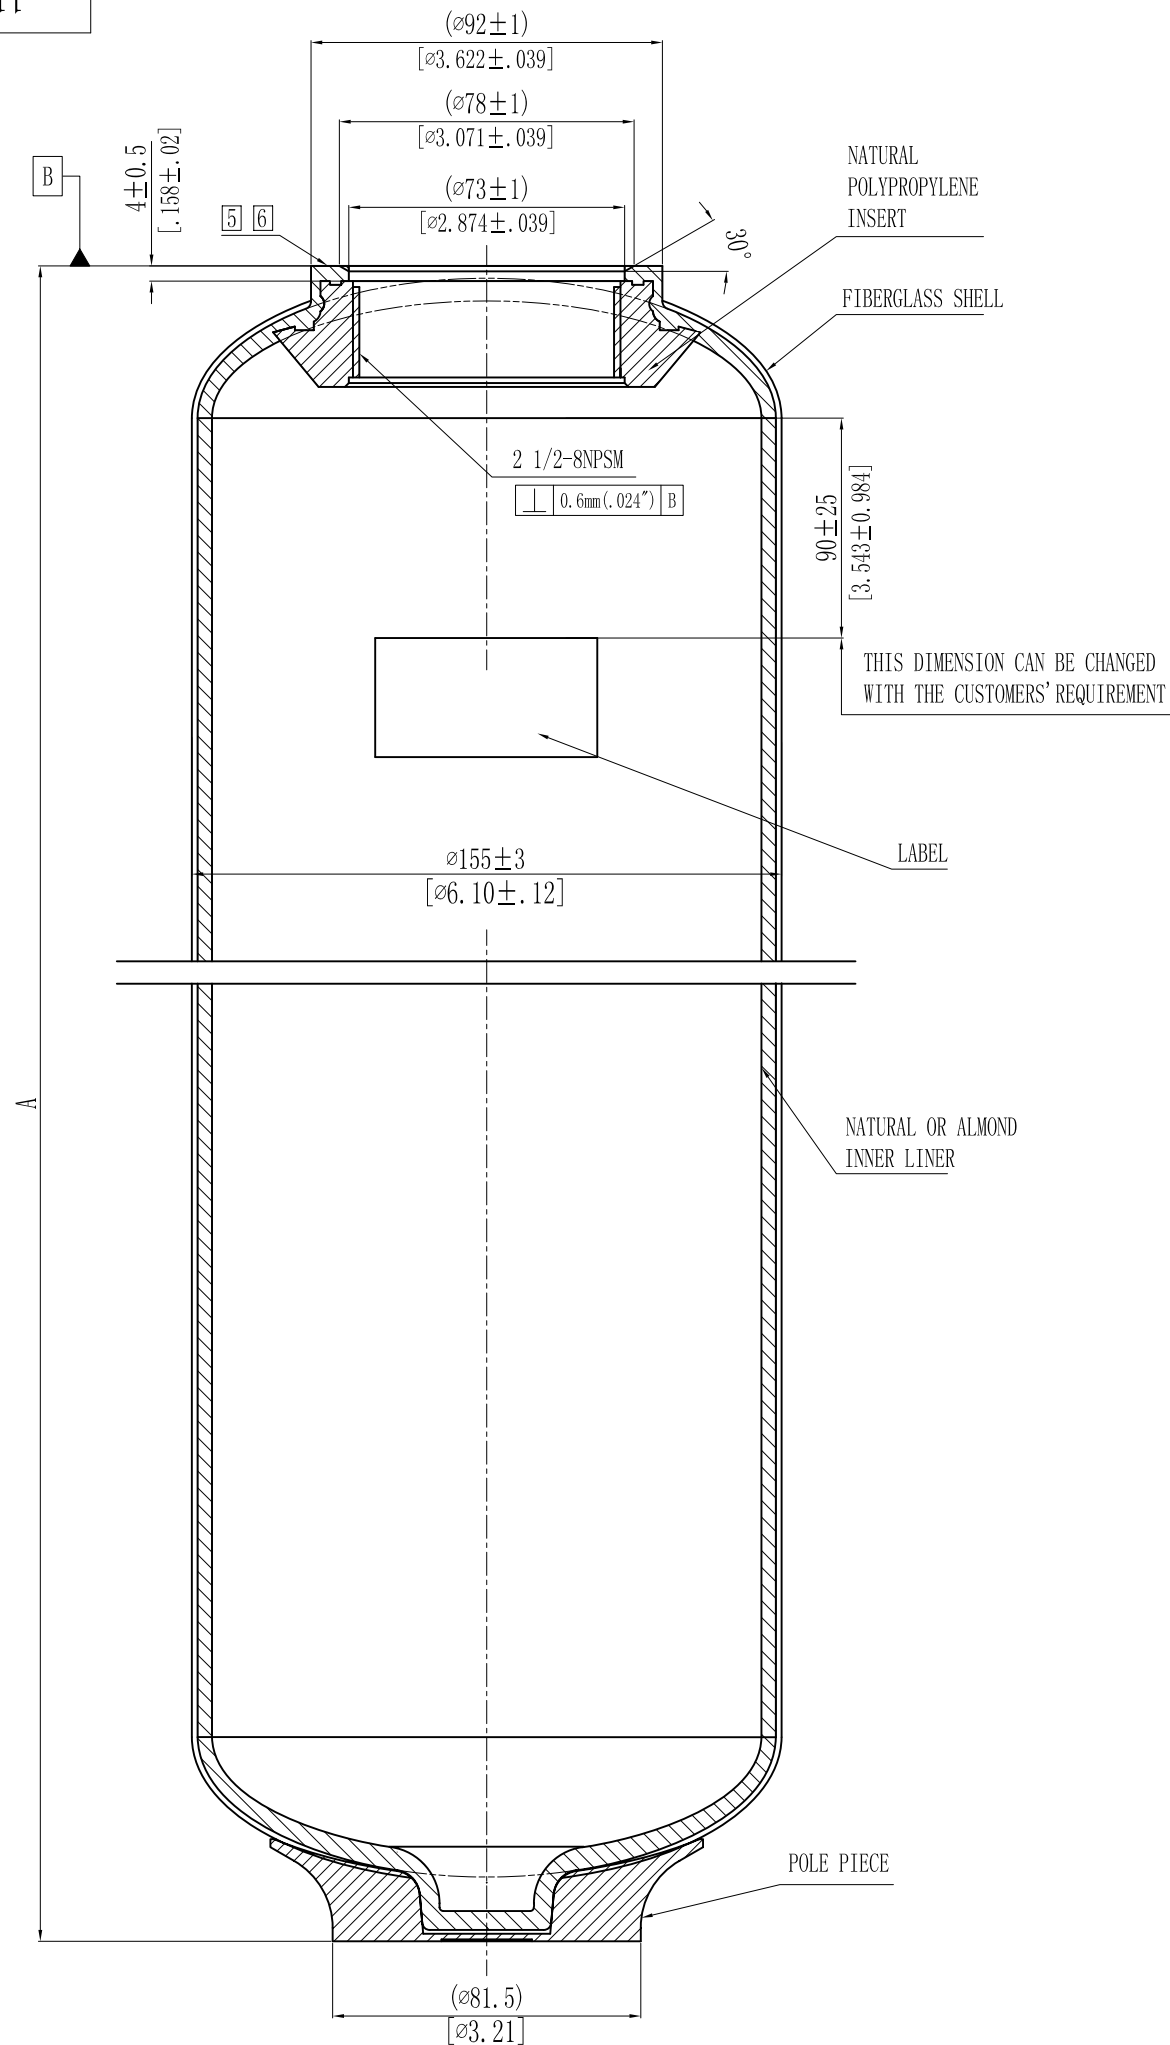 (⌀92±1)
[⌀3.622±.039]
(⌀78±1)
[⌀3.071±.039]
(⌀73±1)
[⌀2.874±.039]
4±0.5
[.158±.02]
B
5 6
30°
NATURAL
POLYPROPYLENE
INSERT
FIBERGLASS SHELL
2 1/2-8NPSM
⊥ 0.6mm(.024") B
90±25
[3.543±0.984]
THIS DIMENSION CAN BE CHANGED
WITH THE CUSTOMERS' REQUIREMENT
LABEL
⌀155±3
[⌀6.10±.12]
A
NATURAL OR ALMOND
INNER LINER
POLE PIECE
(⌀81.5)
[⌀3.21]